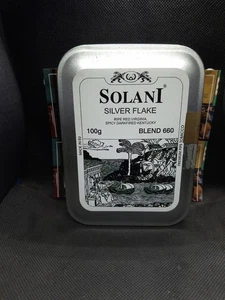 SOLANI®
SILVER FLAKE
RIPE RED VIRGINIA,
SPICY DARKFIRED KENTUCKY
100g BLEND 660